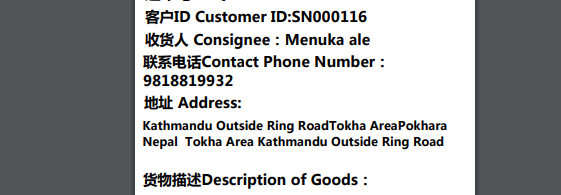 客户ID Customer ID:SN000116
收货人 Consignee：Menuka ale
联系电话Contact Phone Number：
9818819932
地址 Address:
Kathmandu Outside Ring RoadTokha AreaPokhara
Nepal  Tokha Area Kathmandu Outside Ring Road
货物描述Description of Goods：